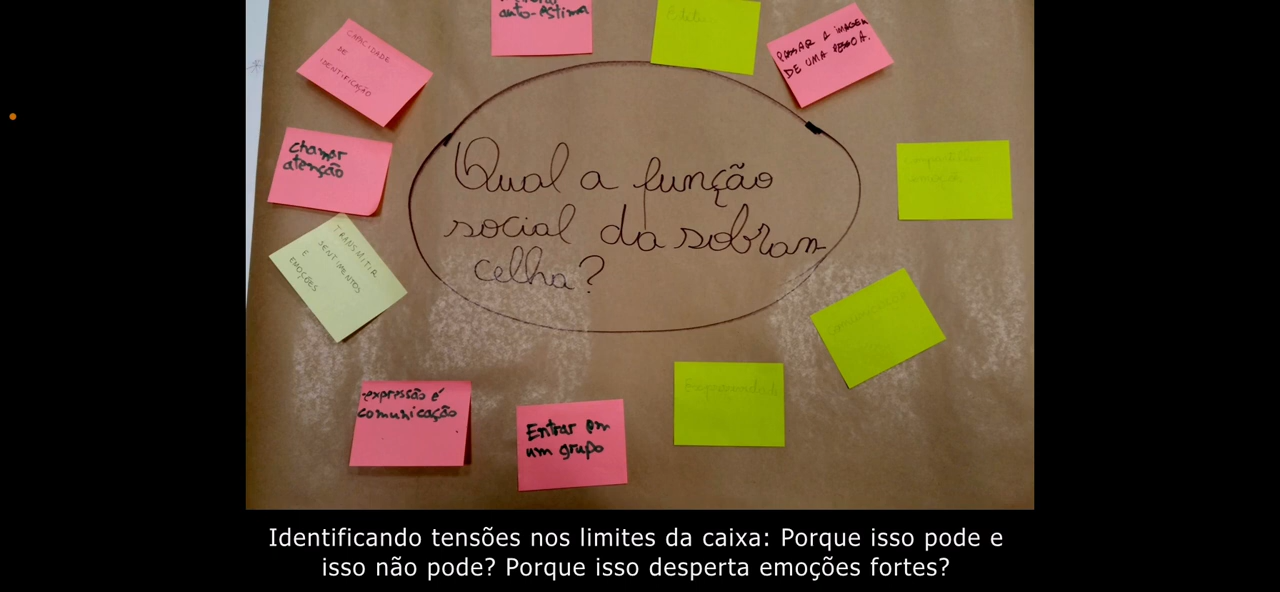 auto-estima
PASSAR A IMAGEM
DE UMA PESSOA.
CAPACIDADE
DE
IDENTIFICAÇÃO
chamar
atenção
Qual a função
social da sobran
celha?
TRANSMITIR
SENTIMENTOS
E
EMOÇÕES
expressão é
comunicação
Entrar em
um grupo
Identificando tensões nos limites da caixa: Porque isso pode e
isso não pode? Porque isso desperta emoções fortes?